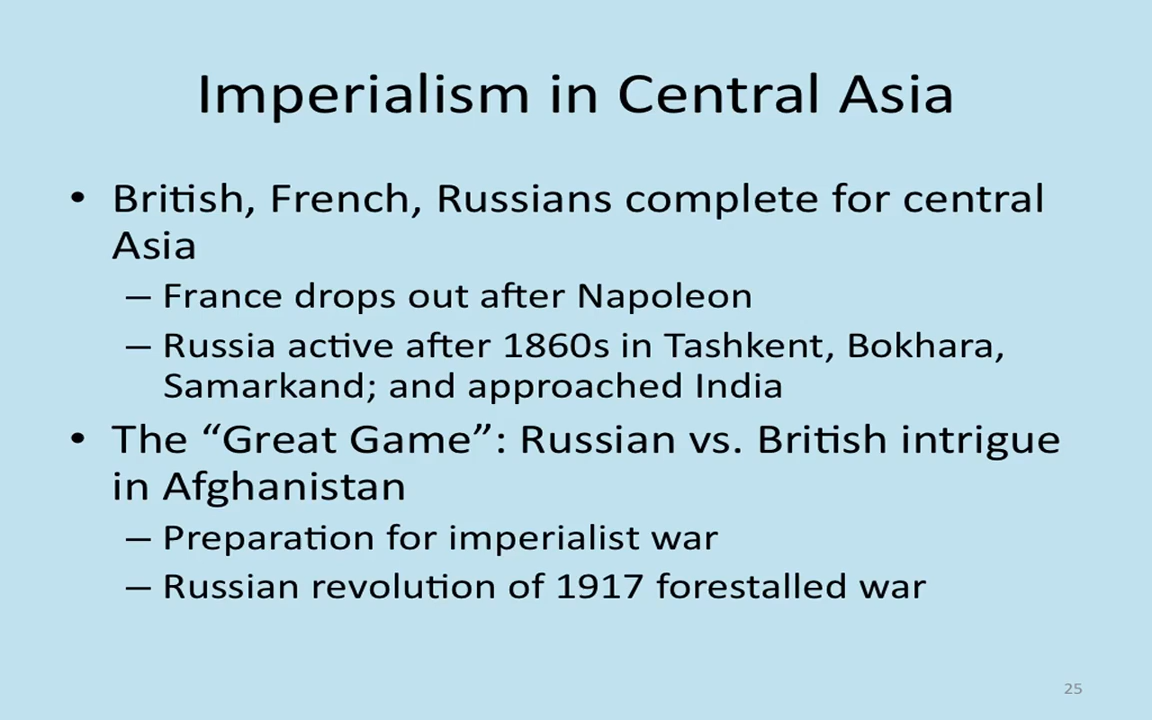 Imperialism in Central Asia
• British, French, Russians complete for central
Asia
– France drops out after Napoleon
– Russia active after 1860s in Tashkent, Bokhara,
Samarkand; and approached India
• The “Great Game”: Russian vs. British intrigue
in Afghanistan
– Preparation for imperialist war
– Russian revolution of 1917 forestalled war
25